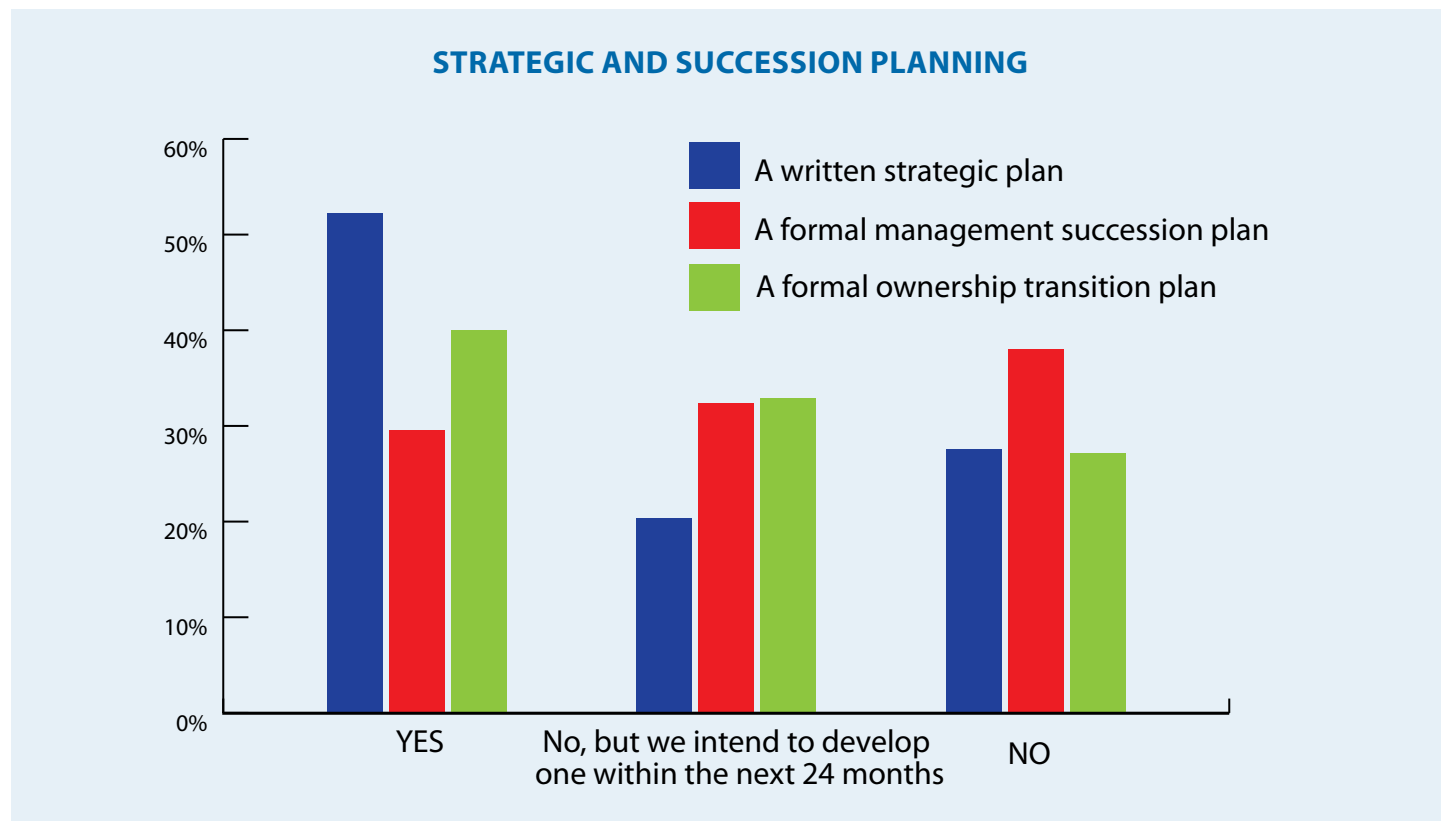 STRATEGIC AND SUCCESSION PLANNING
60%
50%
40%
30%
20%
10%
0%
A written strategic plan
A formal management succession plan
A formal ownership transition plan
YES
No, but we intend to develop
one within the next 24 months
NO